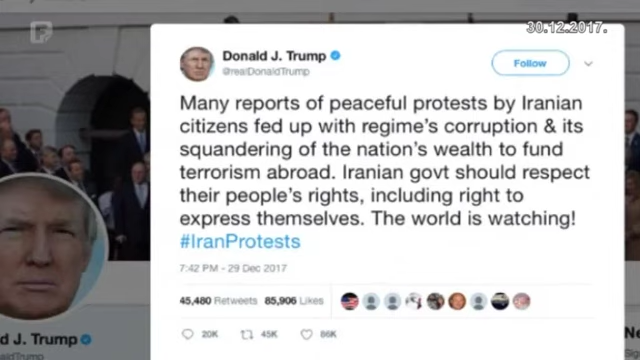 30.12.2017.
Donald J. Trump
@realDonaldTrump
Follow
Many reports of peaceful protests by Iranian
citizens fed up with regime's corruption & its
squandering of the nation's wealth to fund
terrorism abroad. Iranian govt should respect
their people's rights, including right to
express themselves. The world is watching!
#IranProtests
7:42 PM - 29 Dec 2017
45,480 Retweets 85,906 Likes
20K 45K 86K
d J. Trump
aldTrump
Ne